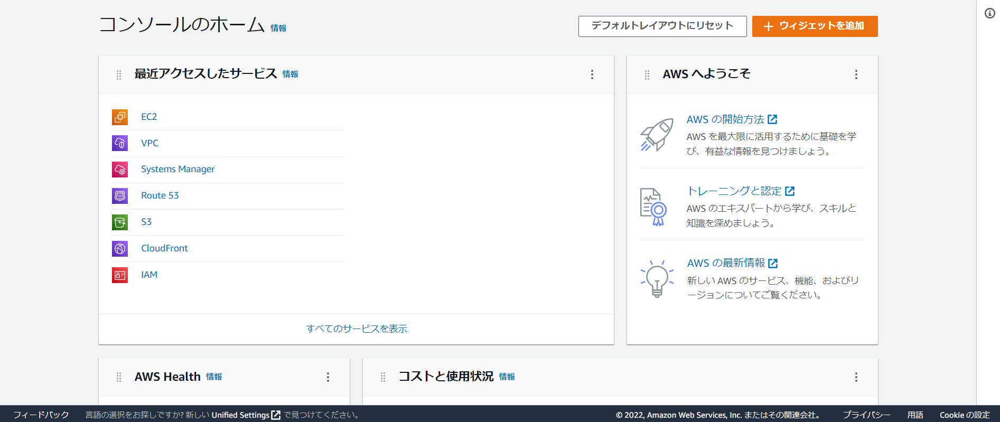 コンソールのホーム 情報
デフォルトレイアウトにリセット
ウィジェットを追加
最近アクセスしたサービス 情報
EC2
VPC
Systems Manager
Route 53
S3
CloudFront
IAM
すべてのサービスを表示
AWS へようこそ
AWS の開始方法
AWS を最大限に活用するために基礎を学
び、有益な情報を見つけましょう。
トレーニングと認定
AWS のエキスパートから学び、スキルと
知識を深めましょう。
AWS の最新情報
新しい AWS のサービス、機能、およびリ
ージョンについてご覧ください。
AWS Health 情報
コストと使用状況 情報
フィードバック
言語の選択をお探しですか? 新しい Unified Settings で見つけてください。
© 2022, Amazon Web Services, Inc. またはその関連会社。
プライバシー
用語
Cookie の設定